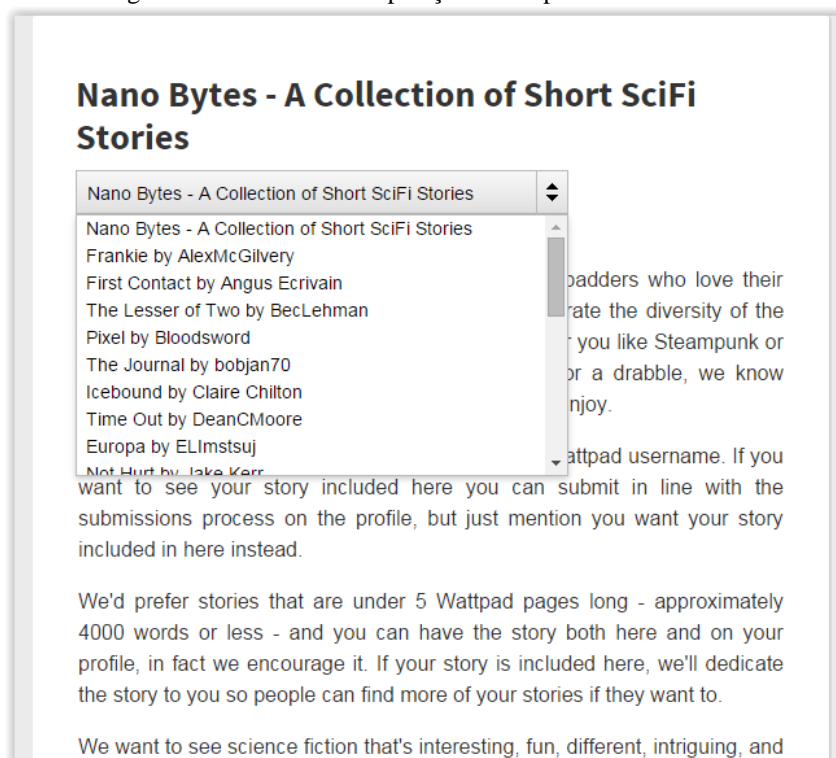 Nano Bytes - A Collection of Short SciFi
Stories
Nano Bytes - A Collection of Short SciFi Stories
Nano Bytes - A Collection of Short SciFi Stories
Frankie by AlexMcGilvery
First Contact by Angus Ecrivain
The Lesser of Two by BecLehman
Pixel by Bloodsword
The Journal by bobjan70
Icebound by Claire Chilton
Time Out by DeanCMoore
Europa by ELImstsuj
Not Hurt by Jake Kerr
who love their
the diversity of the
you like Steampunk or
or a drabble, we know
username. If you
want to see your story included here you can submit in line with the
submissions process on the profile, but just mention you want your story
included in here instead.
We'd prefer stories that are under 5 Wattpad pages long - approximately
4000 words or less - and you can have the story both here and on your
profile, in fact we encourage it. If your story is included here, we'll dedicate
the story to you so people can find more of your stories if they want to.
We want to see science fiction that's interesting, fun, different, intriguing, and